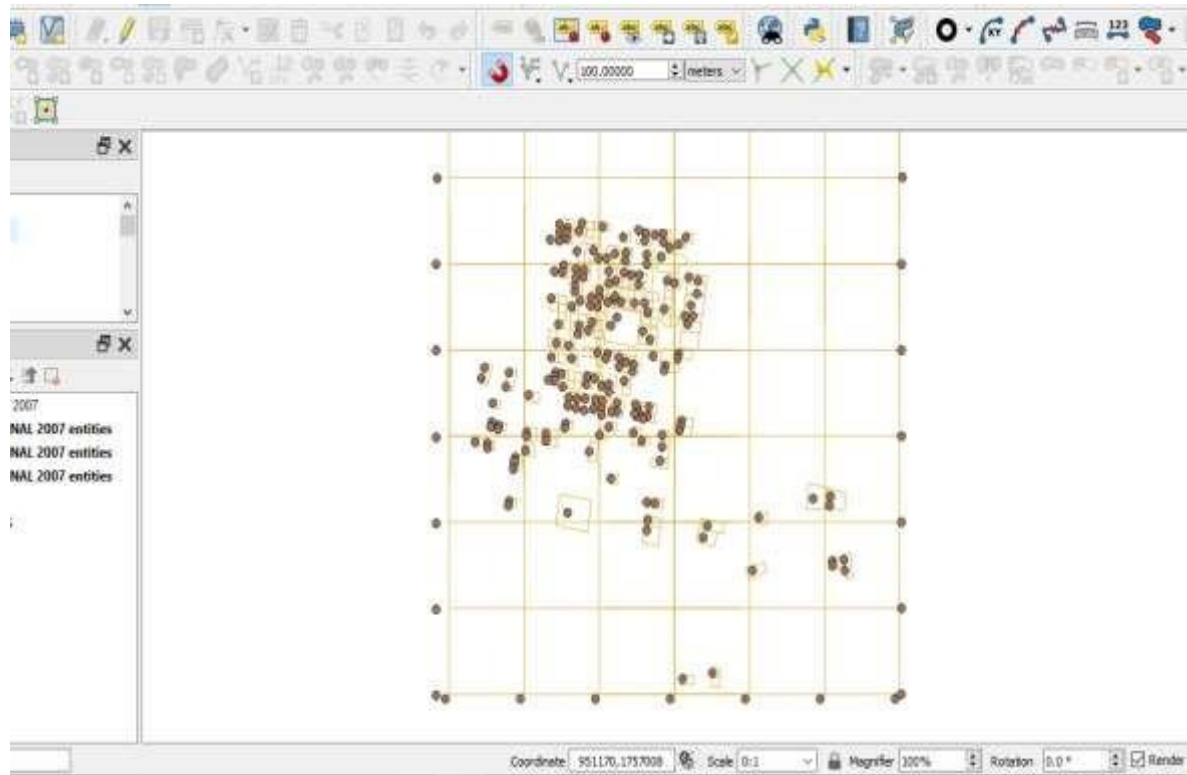 123
100.00000 meters
2007
NAL 2007 entities
NAL 2007 entities
NAL 2007 entities
Coordinate 951170,1757008 Scale 0:1 Magnifier 100% Rotation 0.0 ° Render